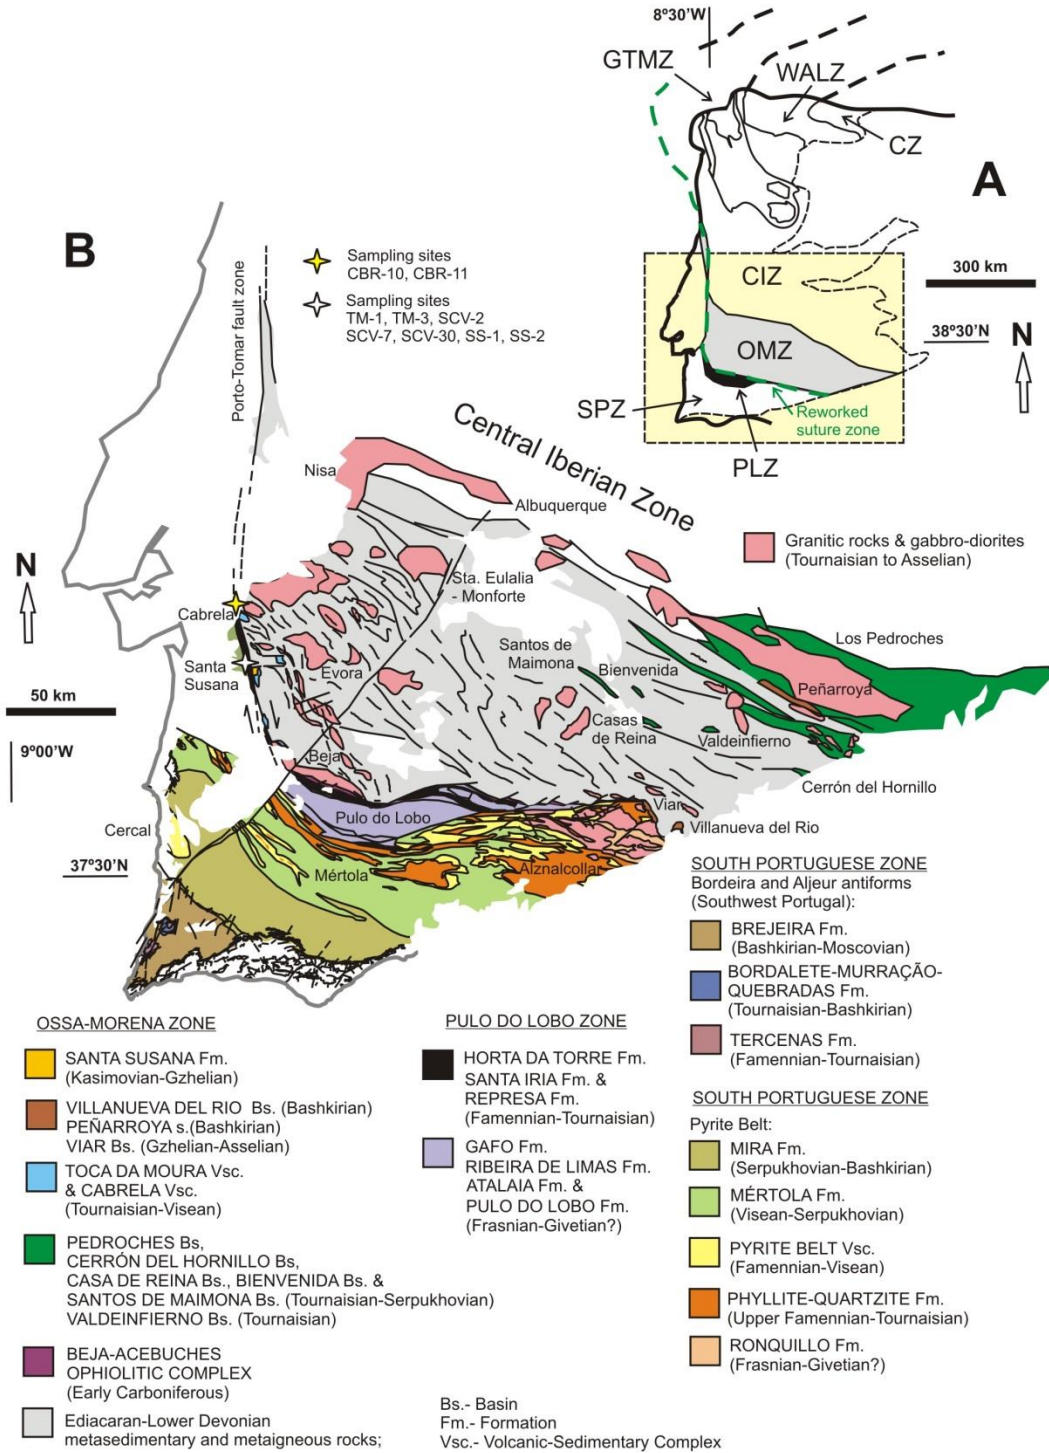 8º30'W
GTMZ
WALZ
CZ
A
B
Sampling sites
CBR-10, CBR-11
Sampling sites
TM-1, TM-3, SCV-2
SCV-7, SCV-30, SS-1, SS-2
CIZ
300 km
38º30'N
N
OMZ
SPZ
Reworked
suture zone
PLZ
Porto-Tomar fault zone
Central Iberian Zone
Nisa
Albuquerque
Granitic rocks & gabbro-diorites
(Tournaisian to Asselian)
N
Sta. Eulalia
- Monforte
Cabrela
Los Pedroches
Santos de
Maimona
Bienvenida
Santa
Susana
Evora
Peñarroya
50 km
Casas
de Reina
Valdeinfierno
9º00'W
Beja
Cerrón del Hornillo
Viar
Pulo do Lobo
Cercal
Villanueva del Rio
37º30'N
Mértola
Alznalcollar
SOUTH PORTUGUESE ZONE
Bordeira and Aljeur antiforms
(Southwest Portugal):
BREJEIRA Fm.
(Bashkirian-Moscovian)
BORDALETE-MURRAÇÃO-
QUEBRADAS Fm.
(Tournaisian-Bashkirian)
TERCENAS Fm.
(Famennian-Tournaisian)
SOUTH PORTUGUESE ZONE
Pyrite Belt:
MIRA Fm.
(Serpukhovian-Bashkirian)
MÉRTOLA Fm.
(Visean-Serpukhovian)
PYRITE BELT Vsc.
(Famennian-Visean)
PHYLLITE-QUARTZITE Fm.
(Upper Famennian-Tournaisian)
RONQUILLO Fm.
(Frasnian-Givetian?)
OSSA-MORENA ZONE
SANTA SUSANA Fm.
(Kasimovian-Gzhelian)
VILLANUEVA DEL RIO Bs. (Bashkirian)
PEÑARROYA s.(Bashkirian)
VIAR Bs. (Gzhelian-Asselian)
TOCA DA MOURA Vsc.
& CABRELA Vsc.
(Tournaisian-Visean)
PEDROCHES Bs,
CERRÓN DEL HORNILLO Bs,
CASA DE REINA Bs., BIENVENIDA Bs. &
SANTOS DE MAIMONA Bs. (Tournaisian-Serpukhovian)
VALDEINFIERNO Bs. (Tournaisian)
BEJA-ACEBUCHES
OPHIOLITIC COMPLEX
(Early Carboniferous)
Ediacaran-Lower Devonian
metasedimentary and metaigneous rocks;
PULO DO LOBO ZONE
HORTA DA TORRE Fm.
SANTA IRIA Fm. &
REPRESA Fm.
(Famennian-Tournaisian)
GAFO Fm.
RIBEIRA DE LIMAS Fm.
ATALAIA Fm. &
PULO DO LOBO Fm.
(Frasnian-Givetian?)
Bs.- Basin
Fm.- Formation
Vsc.- Volcanic-Sedimentary Complex